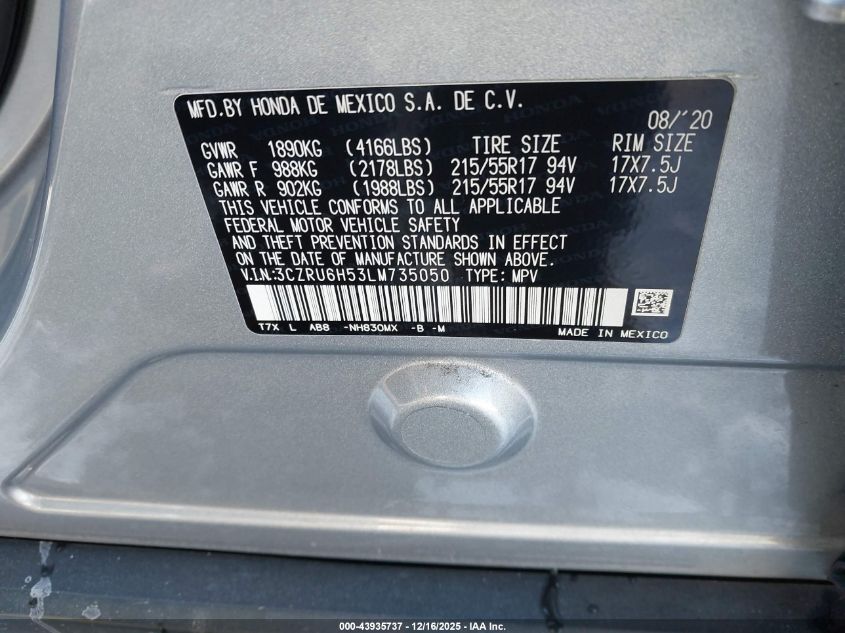 MFD.BY HONDA DE MEXICO S.A. DE C.V.
08/'20
GVWR 1890KG (4166LBS) TIRE SIZE RIM SIZE
GAWR F 988KG (2178LBS) 215/55R17 94V 17X7.5J
GAWR R 902KG (1988LBS) 215/55R17 94V 17X7.5J
THIS VEHICLE CONFORMS TO ALL APPLICABLE
FEDERAL MOTOR VEHICLE SAFETY
AND THEFT PREVENTION STANDARDS IN EFFECT
ON THE DATE OF MANUFACTURE SHOWN ABOVE.
V.I.N.:3CZRU6H53LM735050 TYPE: MPV
T7X L AB8 -NH830MX -B -M MADE IN MEXICO
000-43935737 - 12/16/2025 - IAA Inc.